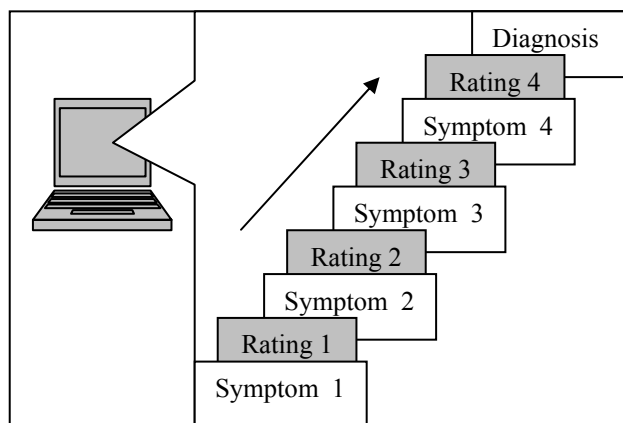 Diagnosis
Rating 4
Symptom 4
Rating 3
Symptom 3
Rating 2
Symptom 2
Rating 1
Symptom 1